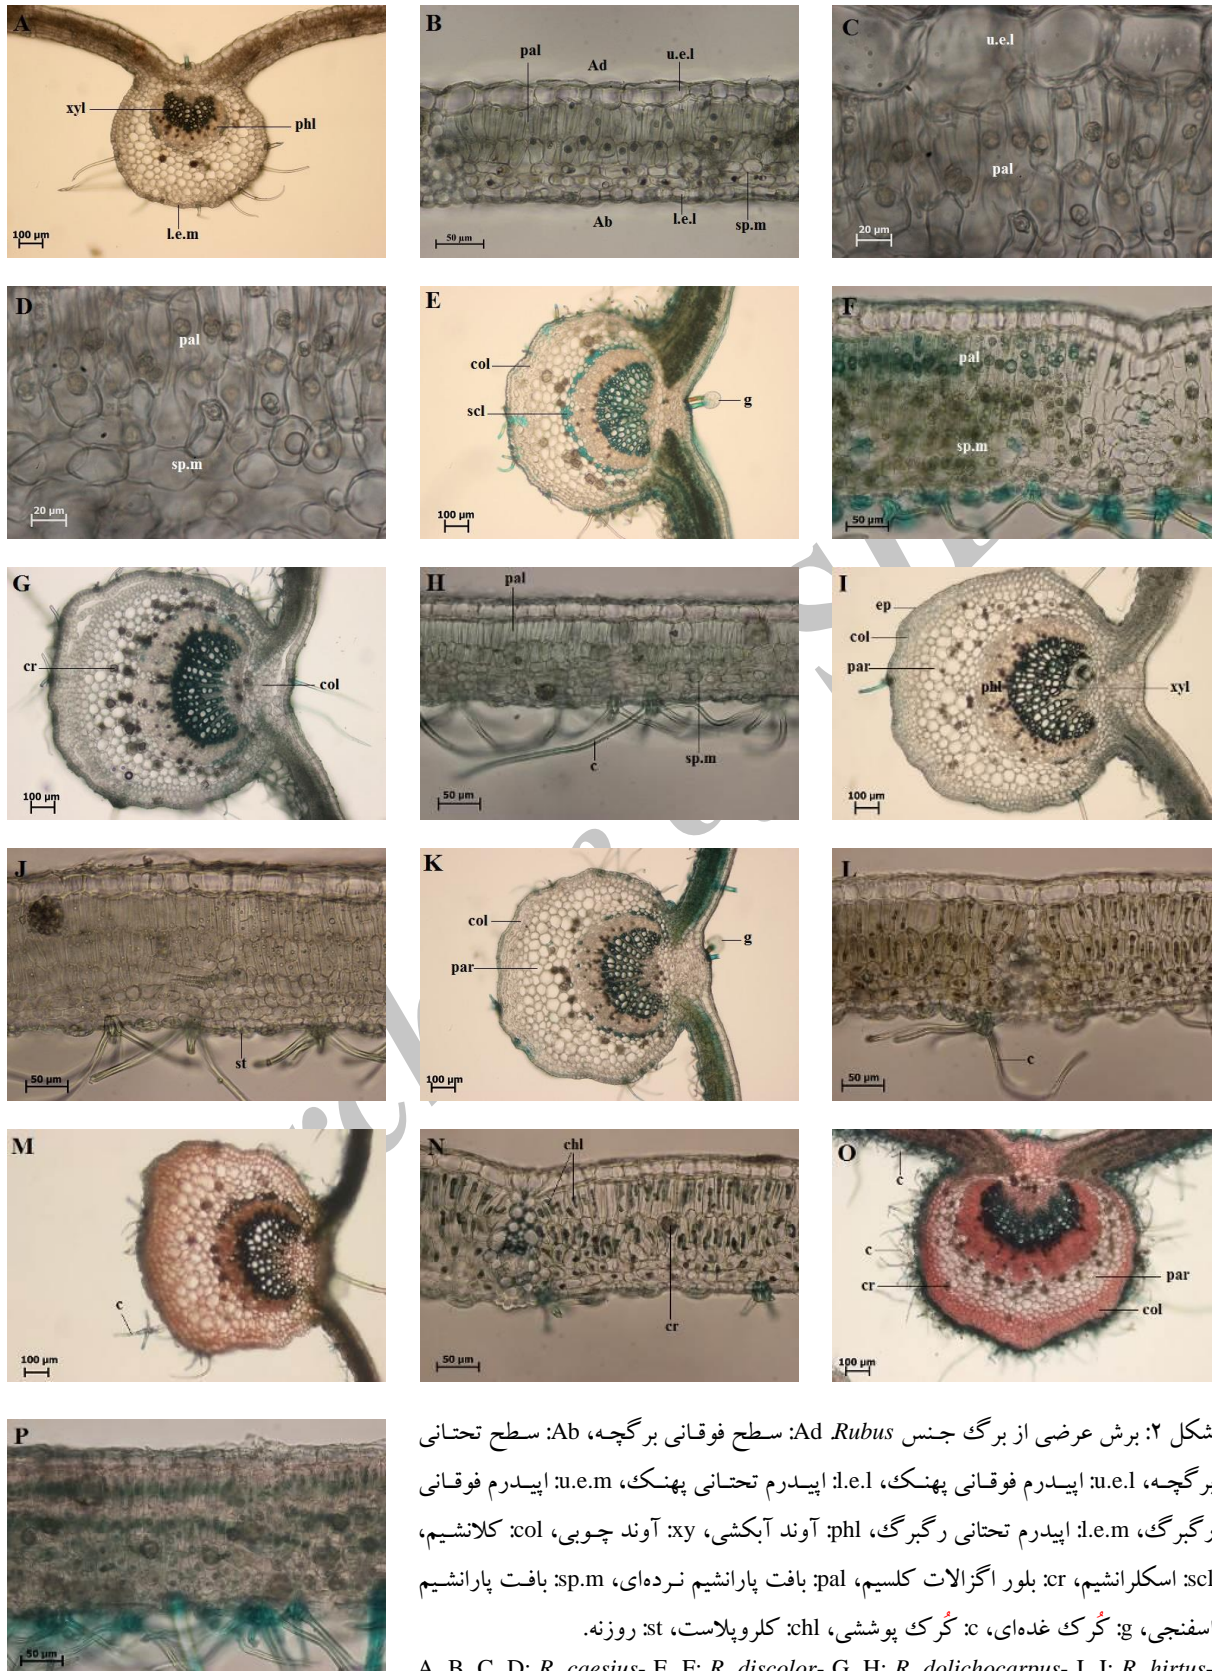 A
xyl
phl
l.e.m
100 µm
B
Ad
pal
u.e.l
Ab
l.e.l
sp.m
50 µm
C
u.e.l
pal
20 µm
D
pal
sp.m
20 µm
E
col
scl
g
100 µm
F
pal
sp.m
50 µm
G
cr
col
100 µm
H
pal
c
sp.m
50 µm
I
ep
col
par
phl
xyl
100 µm
J
st
50 µm
K
col
par
g
100 µm
L
c
50 µm
M
c
100 µm
N
chl
cr
50 µm
O
c
c
cr
par
col
100 µm
P
50 µm
شکل ۲: برش عرضی از برگ جنس Rubus. Ad: سطح فوقانی برگچه، Ab: سطح تحتانی
برگچه، u.e.l: اپیدرم فوقانی پهنک، l.e.l: اپیدرم تحتانی پهنک، u.e.m: اپیدرم فوقانی
رگبرگ، l.e.m: اپیدرم تحتانی رگبرگ، phl: آوند آبکشی، xy: آوند چوبی، col: کلانشیم،
scl: اسکلرانشیم، cr: بلور اگزالات کلسیم، pal: بافت پارانشیم نرده‌ای، sp.m: بافت پارانشیم
اسفنجی، g: کُرک غده‌ای، c: کُرک پوششی، chl: کلروپلاست، st: روزنه.
A, B, C, D: R. caesius- E, F: R. discolor- G, H: R. dolichocarpus- I, J: R. hirtus-